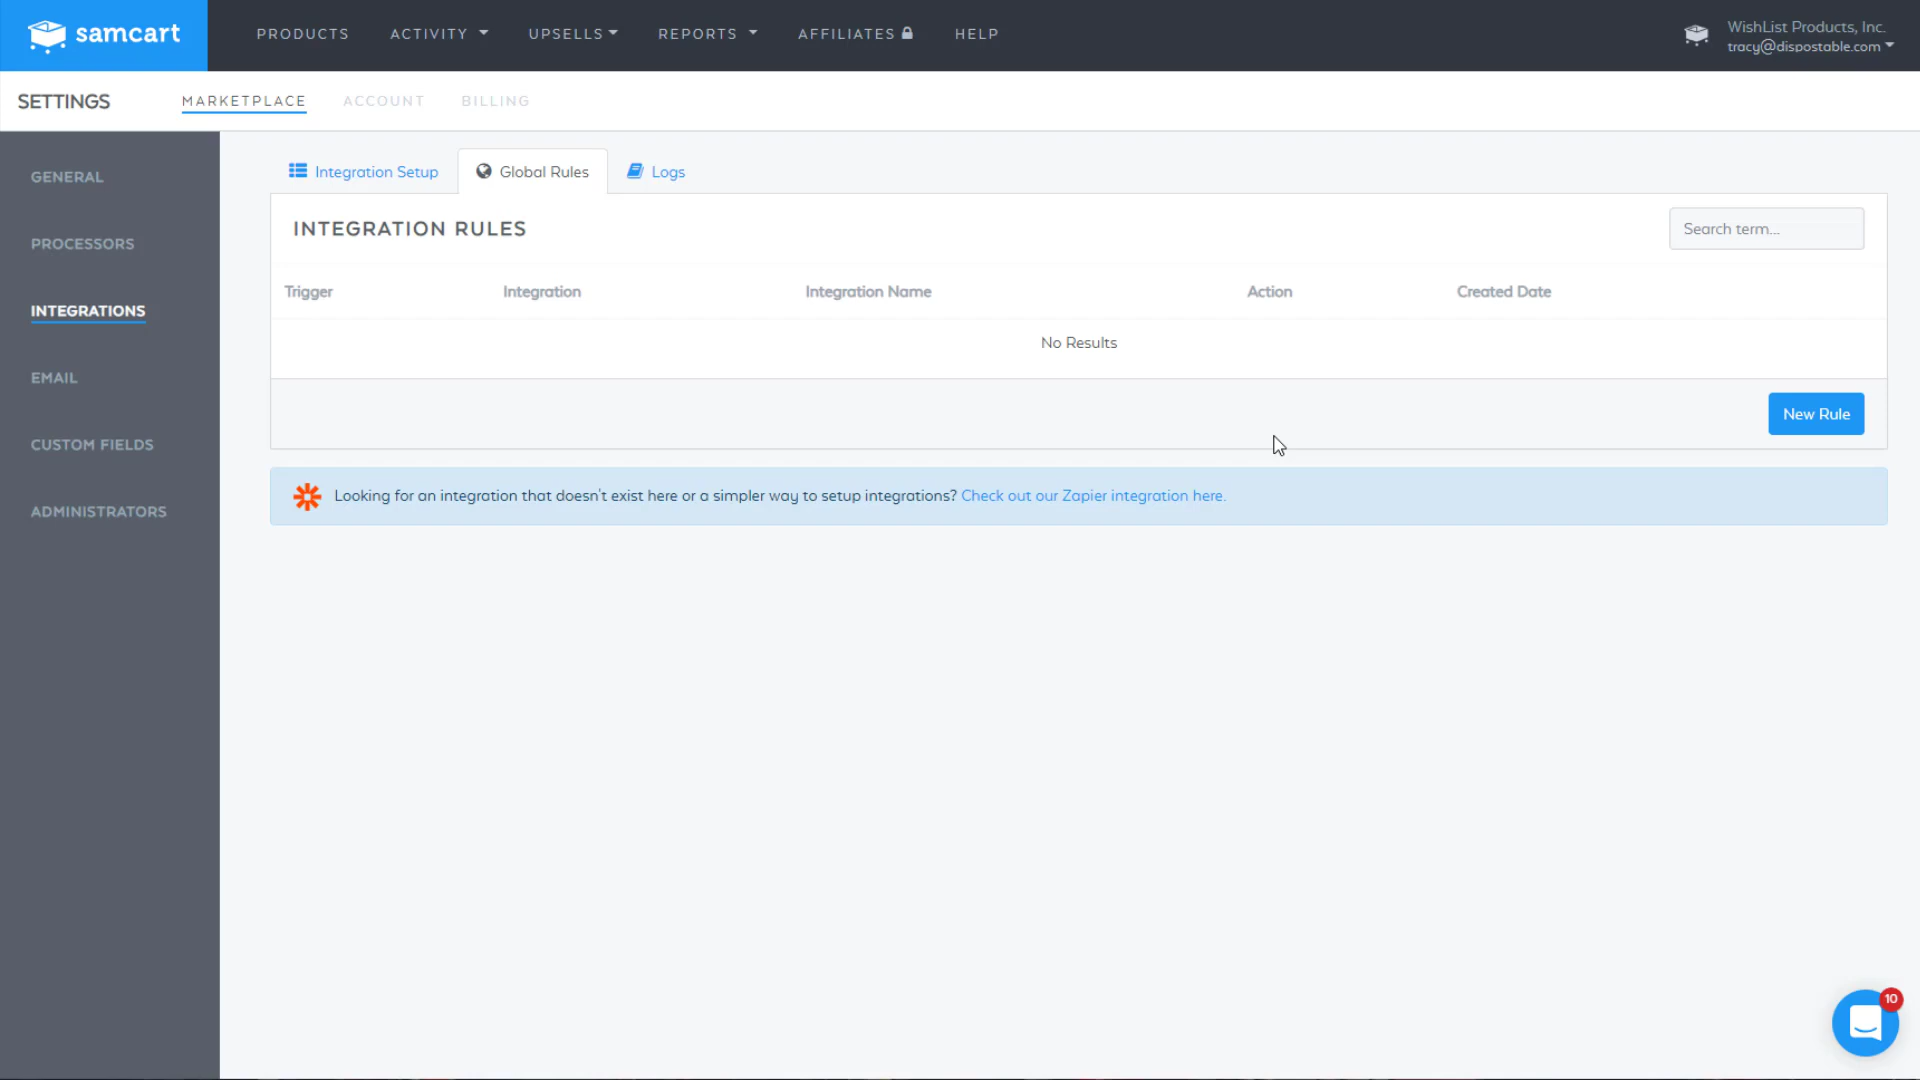 samcart
PRODUCTS
ACTIVITY
UPSELLS
REPORTS
AFFILIATES
HELP
WishList Products, Inc.
tracy@dispostable.com
SETTINGS
MARKETPLACE
ACCOUNT
BILLING
GENERAL
PROCESSORS
INTEGRATIONS
EMAIL
CUSTOM FIELDS
ADMINISTRATORS
Integration Setup
Global Rules
Logs
INTEGRATION RULES
Search term...
Trigger
Integration
Integration Name
Action
Created Date
No Results
New Rule
Looking for an integration that doesn't exist here or a simpler way to setup integrations? Check out our Zapier integration here.
10